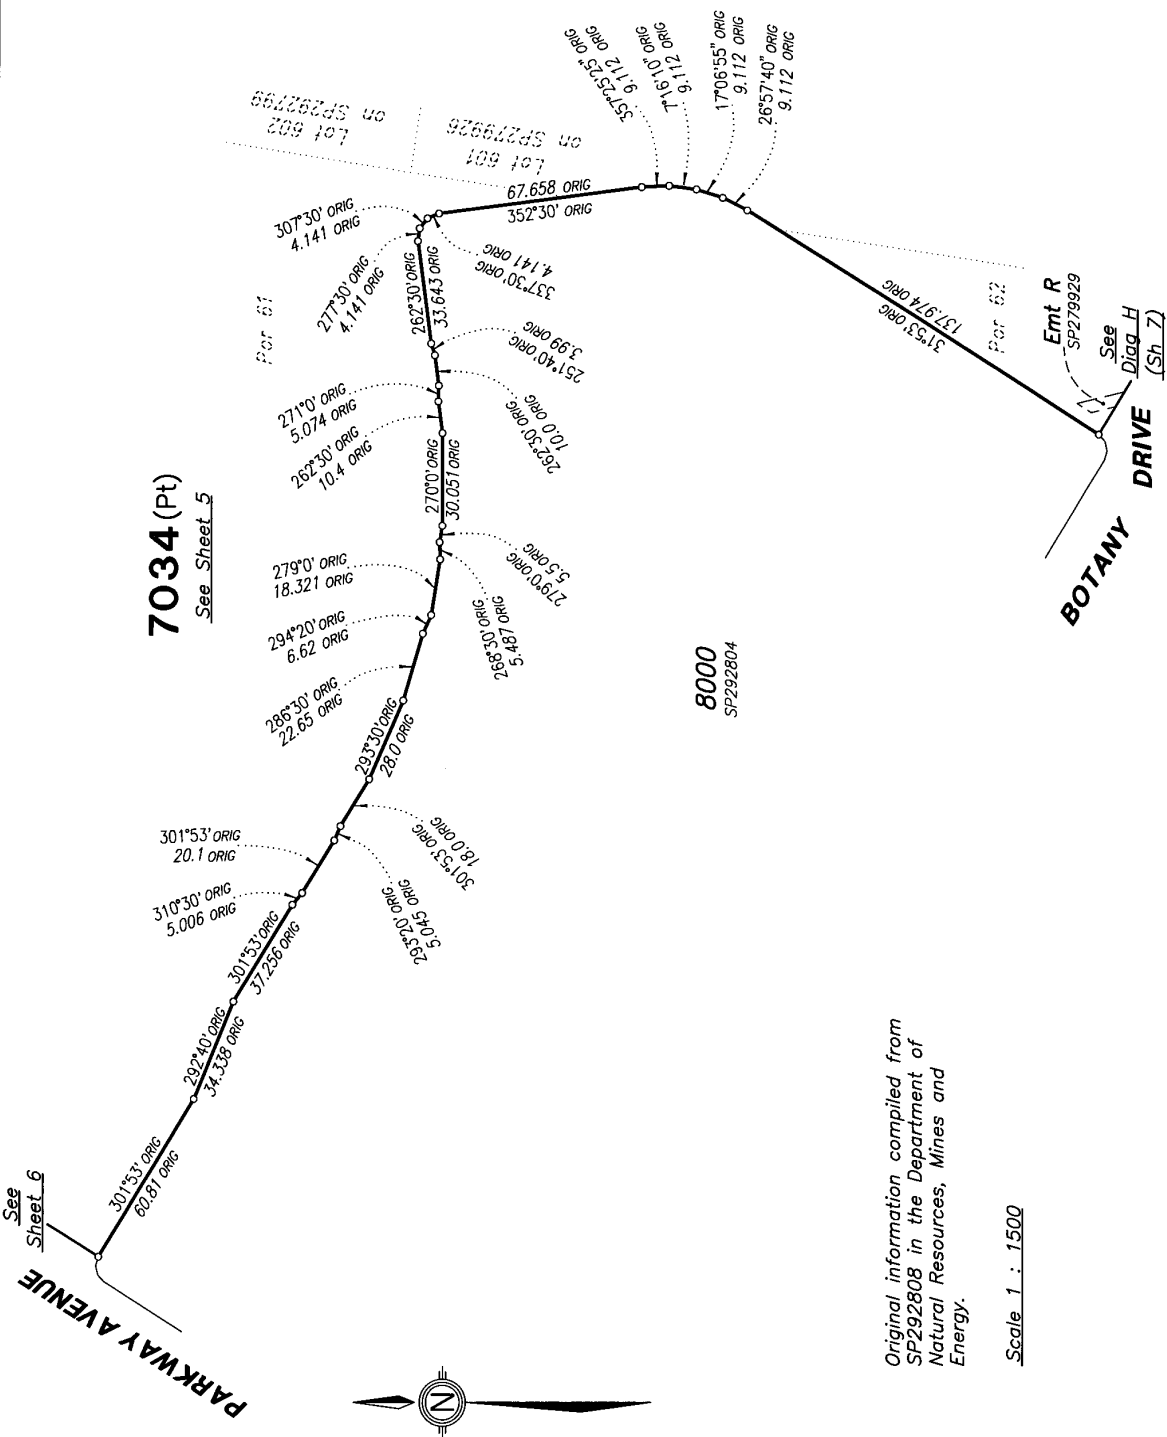 7034 (Pt)
See Sheet 5
Por 61
Lot 602
on SP292799
Lot 601
on SP279926
Por 62
Emt R
SP279929
See
Diag H
(Sh 7)
BOTANY DRIVE
8000
SP292804
See
Sheet 6
PARKWAY AVENUE
301°53' ORIG
60.81 ORIG
292°40' ORIG
34.338 ORIG
301°53' ORIG
37.256 ORIG
310°30' ORIG
5.006 ORIG
301°53' ORIG
20.1 ORIG
293°20' ORIG
5.045 ORIG
301°53' ORIG
18.0 ORIG
293°30' ORIG
28.0 ORIG
286°30' ORIG
22.65 ORIG
294°20' ORIG
6.62 ORIG
279°0' ORIG
18.321 ORIG
268°30' ORIG
5.487 ORIG
279°0' ORIG
5.5 ORIG
270°0' ORIG
30.051 ORIG
262°30' ORIG
10.4 ORIG
271°0' ORIG
5.074 ORIG
262°30' ORIG
10.0 ORIG
251°40' ORIG
3.99 ORIG
262°30' ORIG
33.643 ORIG
277°30' ORIG
4.141 ORIG
307°30' ORIG
4.141 ORIG
337°30' ORIG
4.141 ORIG
67.658 ORIG
352°30' ORIG
357°25'25" ORIG
9.112 ORIG
7°16'10" ORIG
9.112 ORIG
17°06'55" ORIG
9.112 ORIG
26°57'40" ORIG
9.112 ORIG
31°53' ORIG
137.974 ORIG
N
Original information compiled from
SP292808 in the Department of
Natural Resources, Mines and
Energy.
Scale 1 : 1500